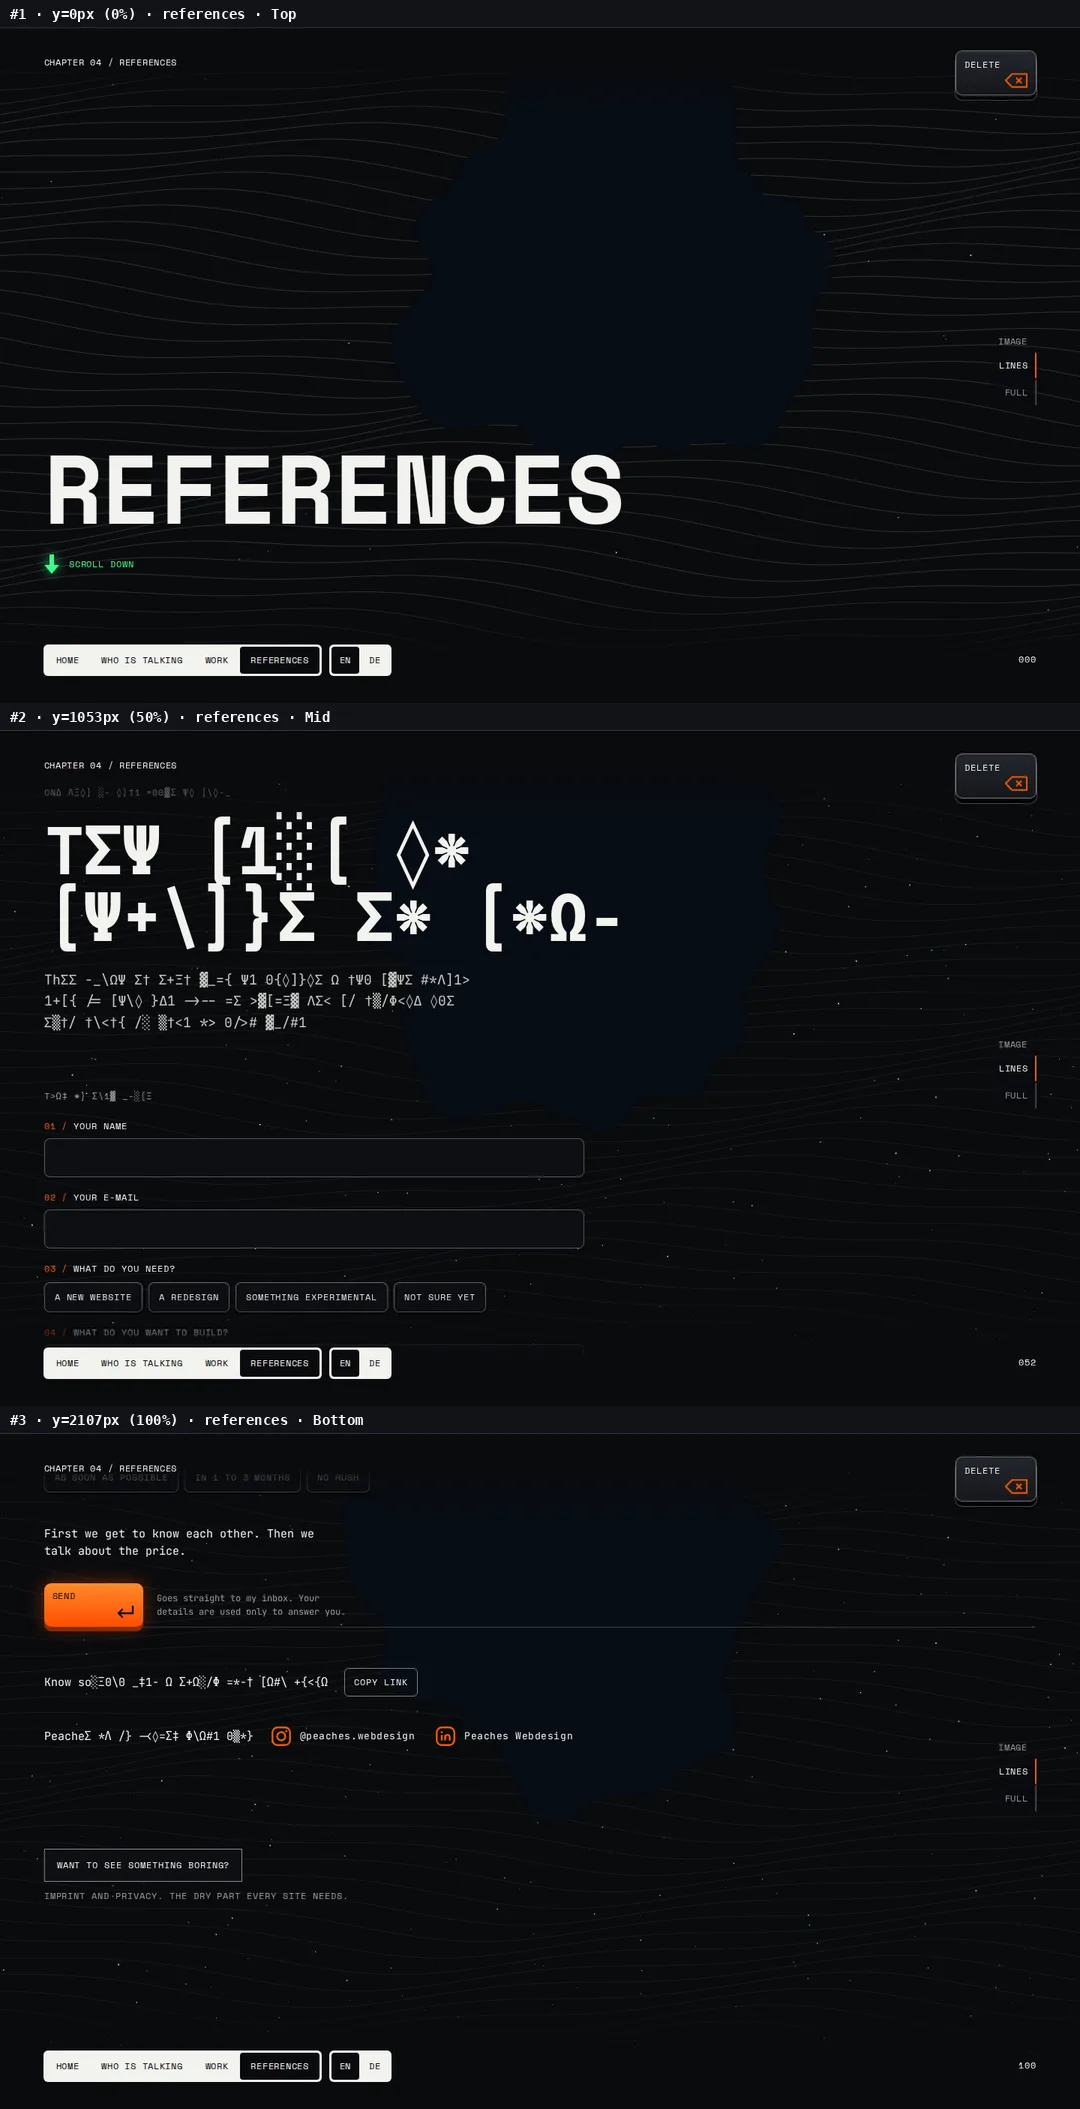 #1 · y=0px (0%) · references · Top
CHAPTER 04 / REFERENCES
DELETE
IMAGE
LINES
FULL
REFERENCES
SCROLL DOWN
HOME WHO IS TALKING WORK REFERENCES EN DE
000
#2 · y=1053px (50%) · references · Mid
CHAPTER 04 / REFERENCES
DELETE
TΣΨ [1░[ ◊*
[Ψ+\]}Σ Σ* [*Ω-
IMAGE
LINES
FULL
01 / YOUR NAME
02 / YOUR E-MAIL
03 / WHAT DO YOU NEED?
A NEW WEBSITE
A REDESIGN
SOMETHING EXPERIMENTAL
NOT SURE YET
04 / WHAT DO YOU WANT TO BUILD?
HOME WHO IS TALKING WORK REFERENCES EN DE
052
#3 · y=2107px (100%) · references · Bottom
CHAPTER 04 / REFERENCES
DELETE
AS SOON AS POSSIBLE
IN 1 TO 3 MONTHS
NO RUSH
First we get to know each other. Then we
talk about the price.
SEND
Goes straight to my inbox. Your
details are used only to answer you.
Know
COPY LINK
@peaches.webdesign
Peaches Webdesign
IMAGE
LINES
FULL
WANT TO SEE SOMETHING BORING?
IMPRINT AND PRIVACY. THE DRY PART EVERY SITE NEEDS.
HOME WHO IS TALKING WORK REFERENCES EN DE
100